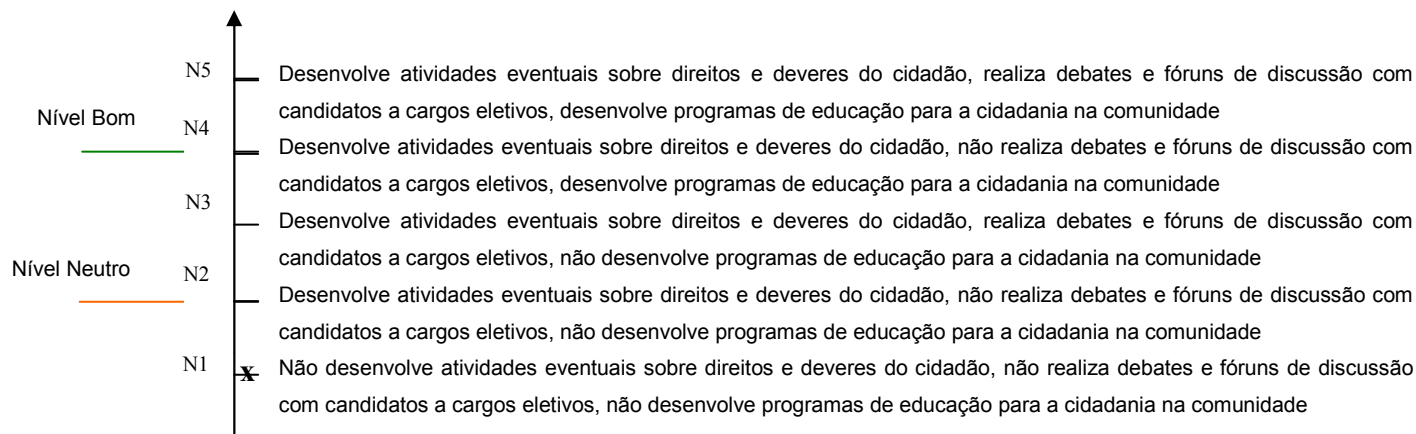 N5 Desenvolve atividades eventuais sobre direitos e deveres do cidadão, realiza debates e fóruns de discussão com
candidatos a cargos eletivos, desenvolve programas de educação para a cidadania na comunidade
Nível Bom
N4 Desenvolve atividades eventuais sobre direitos e deveres do cidadão, não realiza debates e fóruns de discussão com
candidatos a cargos eletivos, desenvolve programas de educação para a cidadania na comunidade
N3 Desenvolve atividades eventuais sobre direitos e deveres do cidadão, realiza debates e fóruns de discussão com
candidatos a cargos eletivos, não desenvolve programas de educação para a cidadania na comunidade
Nível Neutro
N2 Desenvolve atividades eventuais sobre direitos e deveres do cidadão, não realiza debates e fóruns de discussão com
candidatos a cargos eletivos, não desenvolve programas de educação para a cidadania na comunidade
N1 X Não desenvolve atividades eventuais sobre direitos e deveres do cidadão, não realiza debates e fóruns de discussão
com candidatos a cargos eletivos, não desenvolve programas de educação para a cidadania na comunidade